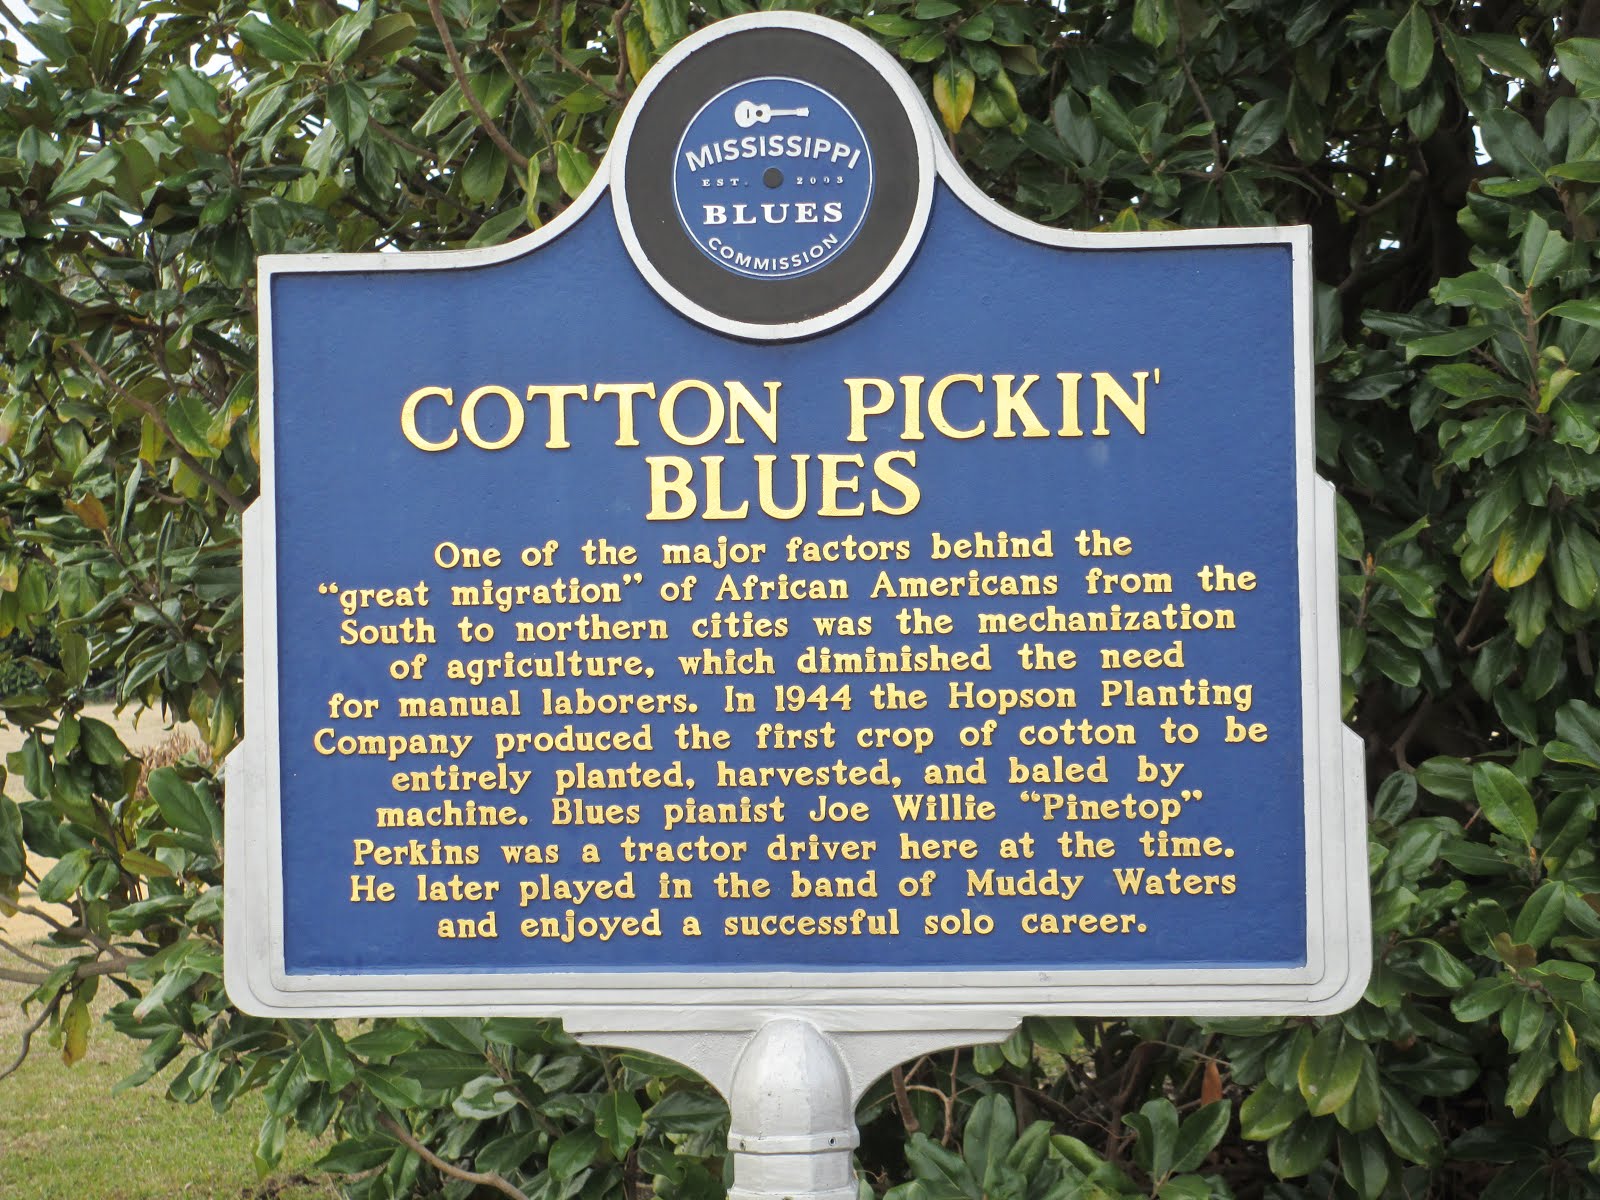 MISSISSIPPI
EST. 2003
BLUES
COMMISSION
COTTON PICKIN'
BLUES
One of the major factors behind the
“great migration” of African Americans from the
South to northern cities was the mechanization
of agriculture, which diminished the need
for manual laborers. In 1944 the Hopson Planting
Company produced the first crop of cotton to be
entirely planted, harvested, and baled by
machine. Blues pianist Joe Willie “Pinetop”
Perkins was a tractor driver here at the time.
He later played in the band of Muddy Waters
and enjoyed a successful solo career.